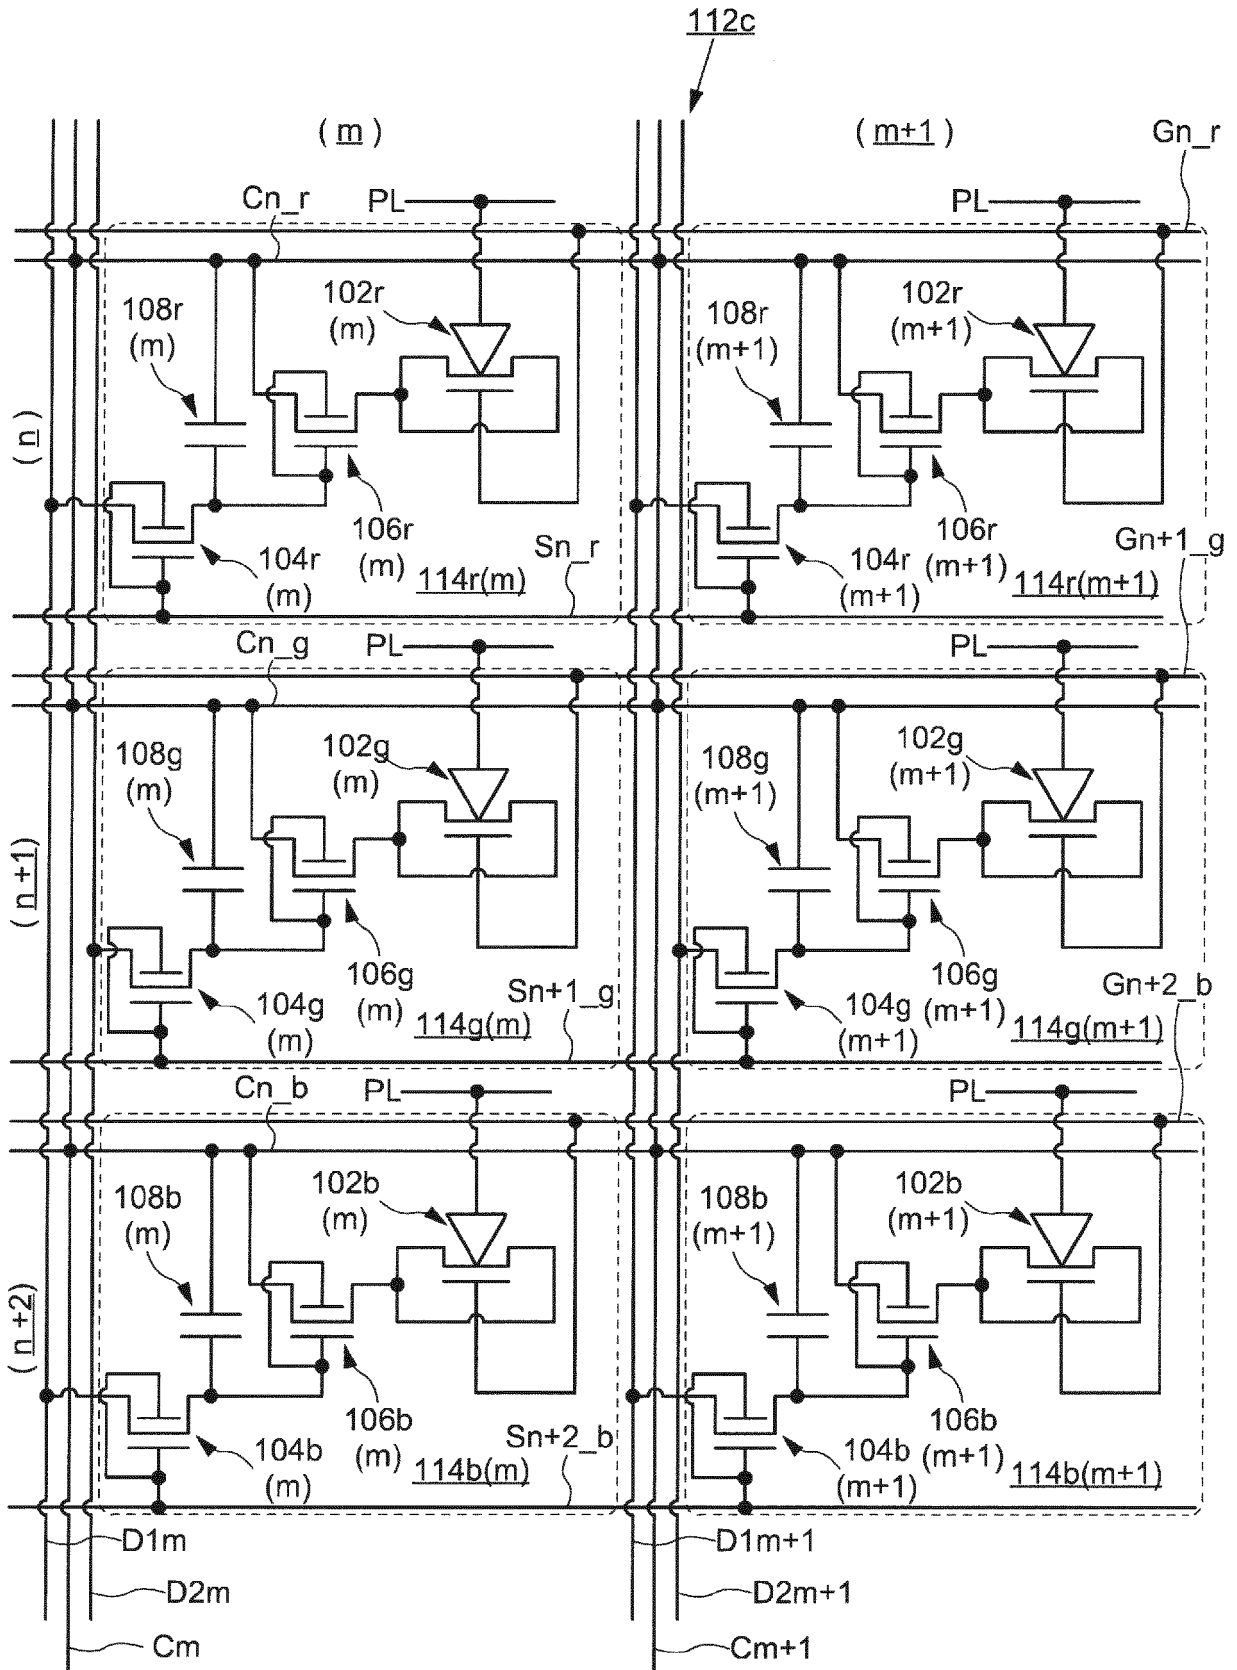 112c
( m )
( m+1 )
Gn_r
Cn_r
PL
PL
108r
(m)
102r
(m)
108r
(m+1)
102r
(m+1)
( n )
104r
(m)
106r
(m)
Sn_r
114r(m)
104r
(m+1)
106r
(m+1)
Gn+1_g
114r(m+1)
Cn_g
PL
PL
108g
(m)
102g
(m)
108g
(m+1)
102g
(m+1)
( n+1)
104g
(m)
106g
(m)
Sn+1_g
114g(m)
104g
(m+1)
106g
(m+1)
Gn+2_b
114g(m+1)
Cn_b
PL
PL
108b
(m)
102b
(m)
108b
(m+1)
102b
(m+1)
( n+2)
104b
(m)
106b
(m)
Sn+2_b
114b(m)
104b
(m+1)
106b
(m+1)
114b(m+1)
D1m
D1m+1
D2m
D2m+1
Cm
Cm+1